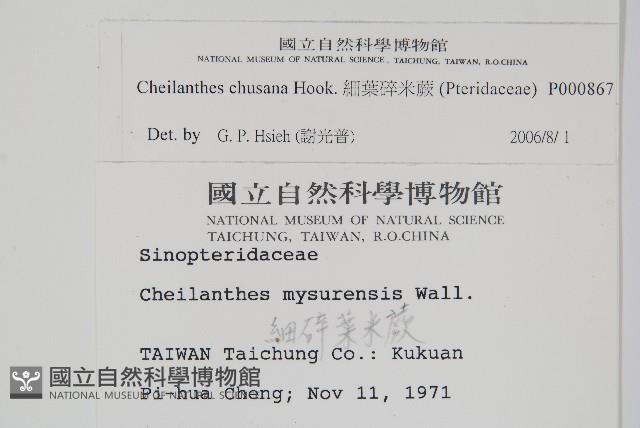 國立自然科學博物館
NATIONAL MUSEUM OF NATURAL SCIENCE, TAICHUNG, TAIWAN, R.O.CHINA
Cheilanthes chusana Hook. 細葉碎米蕨 (Pteridaceae) P000867
Det. by G. P. Hsieh (謝光普) 2006/8/1
國立自然科學博物館
NATIONAL MUSEUM OF NATURAL SCIENCE
TAICHUNG, TAIWAN, R.O.CHINA
Sinopteridaceae
Cheilanthes mysurensis Wall.
細碎葉米蕨
TAIWAN Taichung Co.: Kukuan
Pi-hua Cheng; Nov 11, 1971
國立自然科學博物館
NATIONAL MUSEUM OF NATURAL SCIENCE